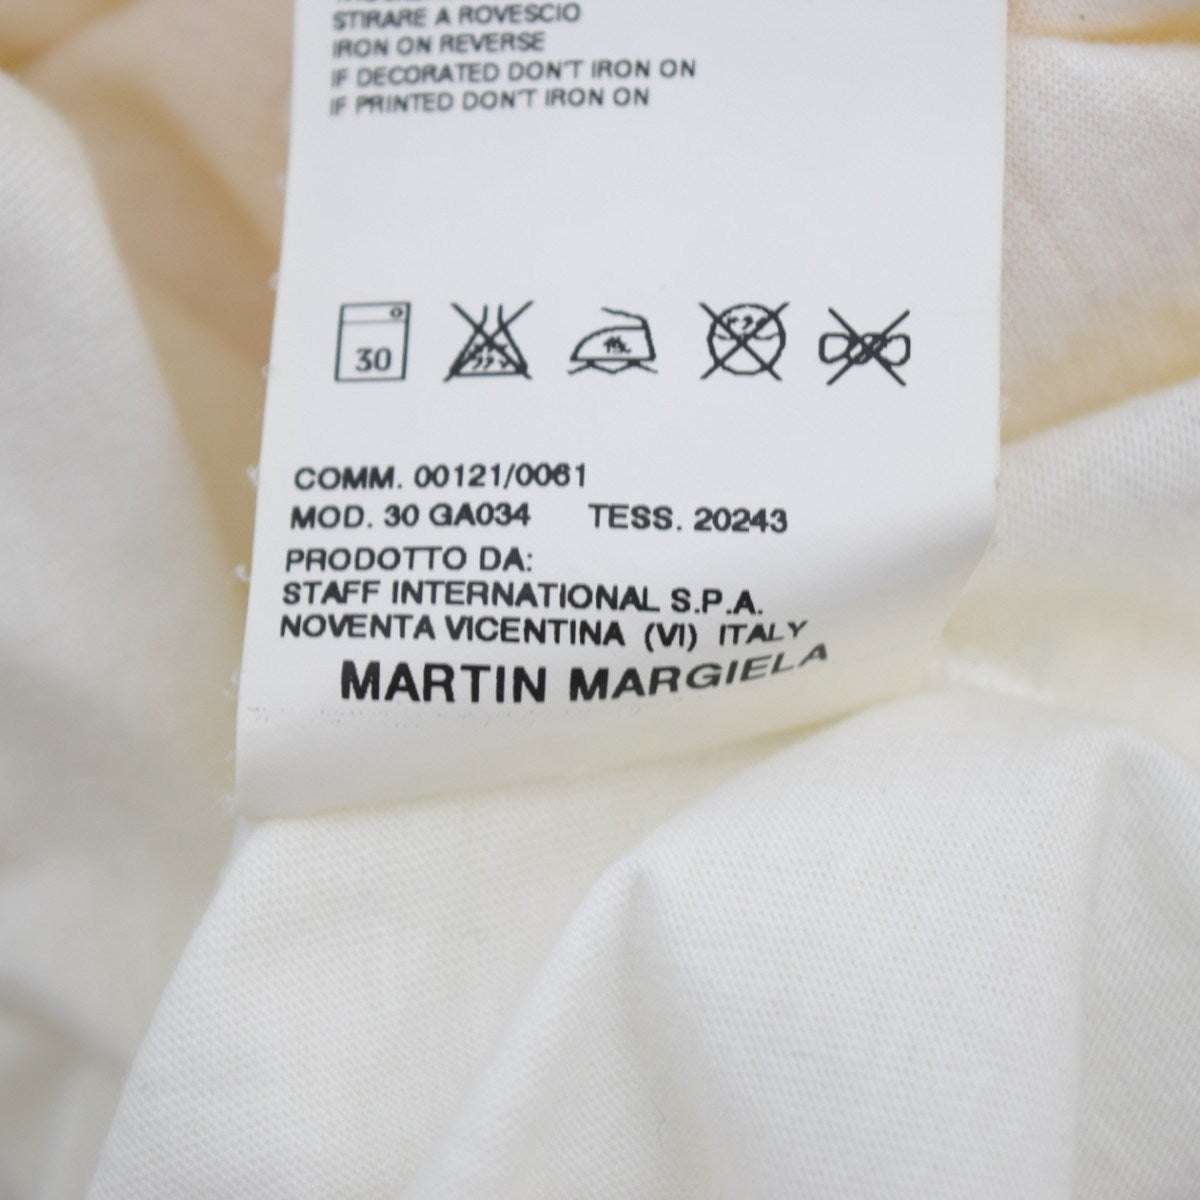 STIRARE A ROVESCIO
IRON ON REVERSE
IF DECORATED DON'T IRON ON
IF PRINTED DON'T IRON ON
30
COMM. 00121/0061
MOD. 30 GA034 TESS. 20243
PRODOTTO DA:
STAFF INTERNATIONAL S.P.A.
NOVENTA VICENTINA (VI) ITALY
MARTIN MARGIELA